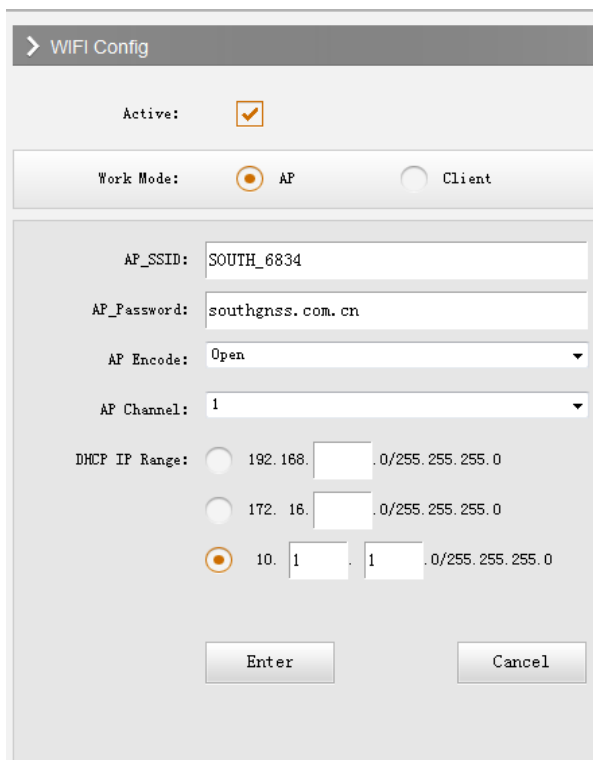 WIFI Config
Active:
Work Mode: AP Client
AP_SSID: SOUTH_6834
AP_Password: southgnss.com.cn
AP Encode: Open
AP Channel: 1
DHCP IP Range: 192.168. .0/255.255.255.0
172. 16. .0/255.255.255.0
10. 1 . 1 .0/255.255.255.0
Enter Cancel